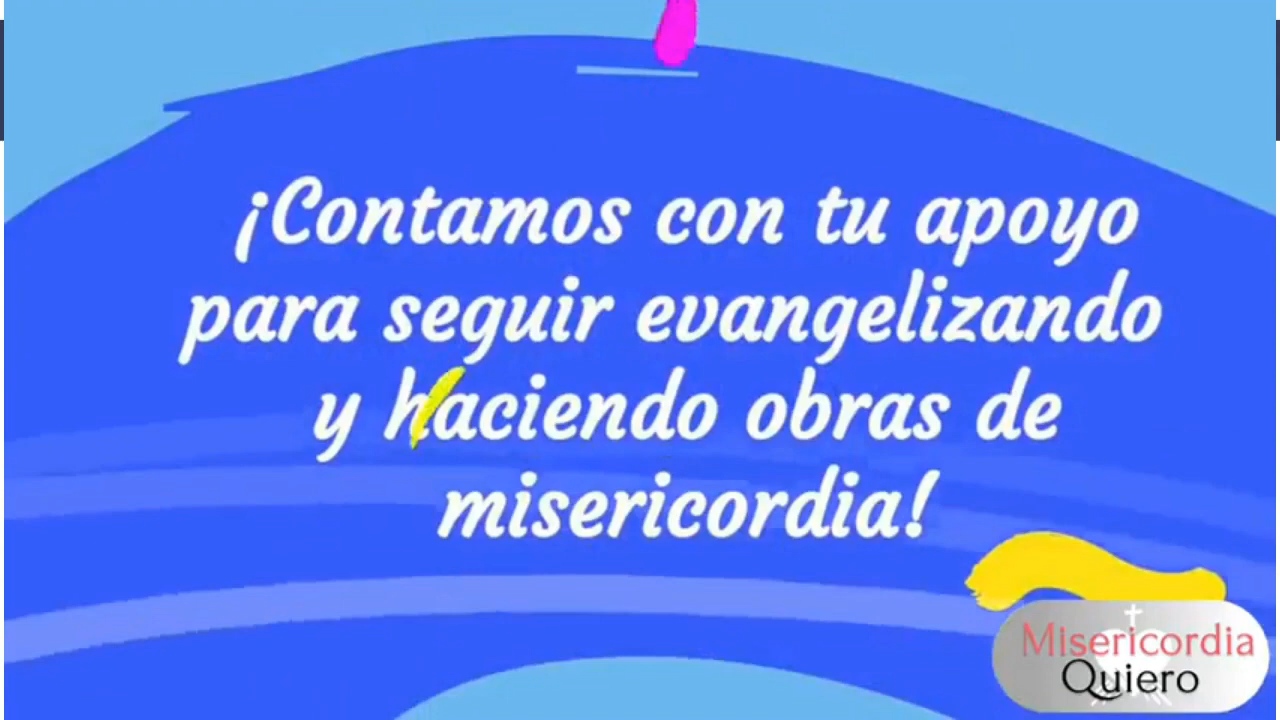 ¡Contamos con tu apoyo
para seguir evangelizando
y haciendo obras de
misericordia!
Misericordia
Quiero